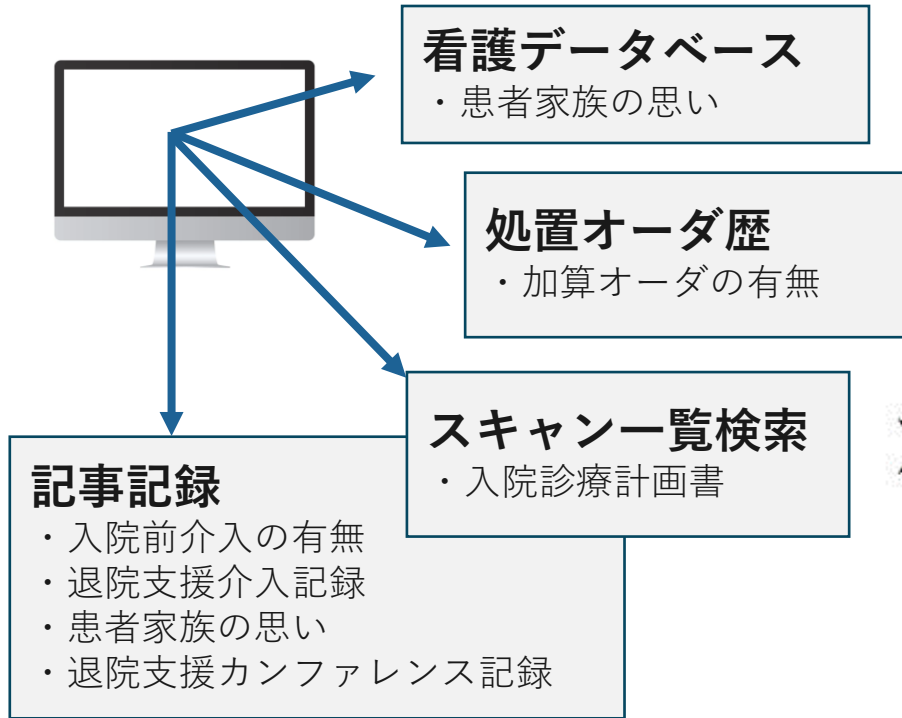 看護データベース
・患者家族の思い
処置オーダ歴
・加算オーダの有無
スキャン一覧検索
・入院診療計画書
記事記録
・入院前介入の有無
・退院支援介入記録
・患者家族の思い
・退院支援カンファレンス記録